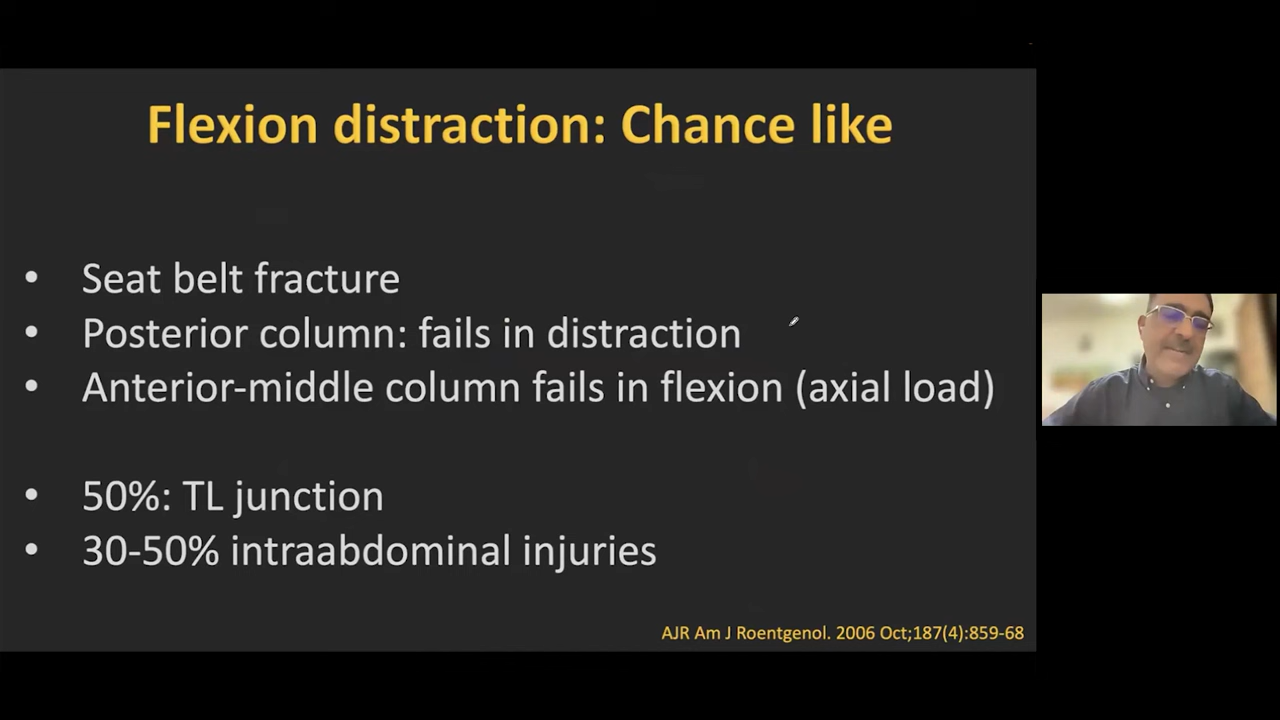 Flexion distraction: Chance like
• Seat belt fracture
• Posterior column: fails in distraction
• Anterior-middle column fails in flexion (axial load)
• 50%: TL junction
• 30-50% intraabdominal injuries
AJR Am J Roentgenol. 2006 Oct;187(4):859-68